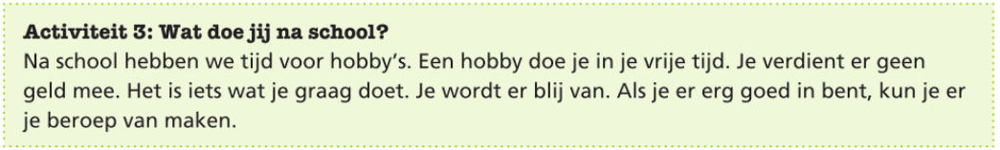 Activiteit 3: Wat doe jij na school?
Na school hebben we tijd voor hobby's. Een hobby doe je in je vrije tijd. Je verdient er geen
geld mee. Het is iets wat je graag doet. Je wordt er blij van. Als je er erg goed in bent, kun je er
je beroep van maken.